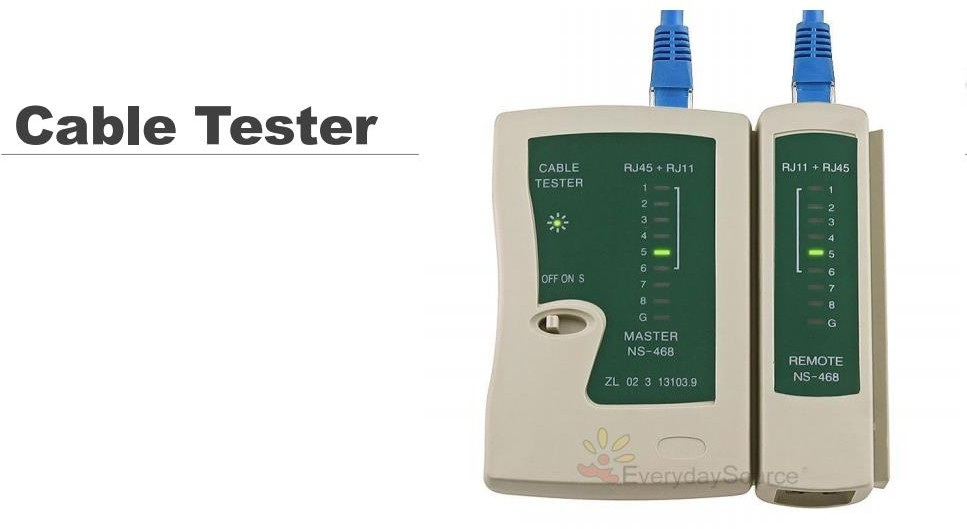 Cable Tester
CABLE
TESTER
OFF ON S
RJ45 + RJ11
1
2
3
4
5
6
7
8
G
MASTER
NS-468
ZL 02 3 13103.9
RJ11 + RJ45
1
2
3
4
5
6
7
8
G
REMOTE
NS-468
EverydaySource